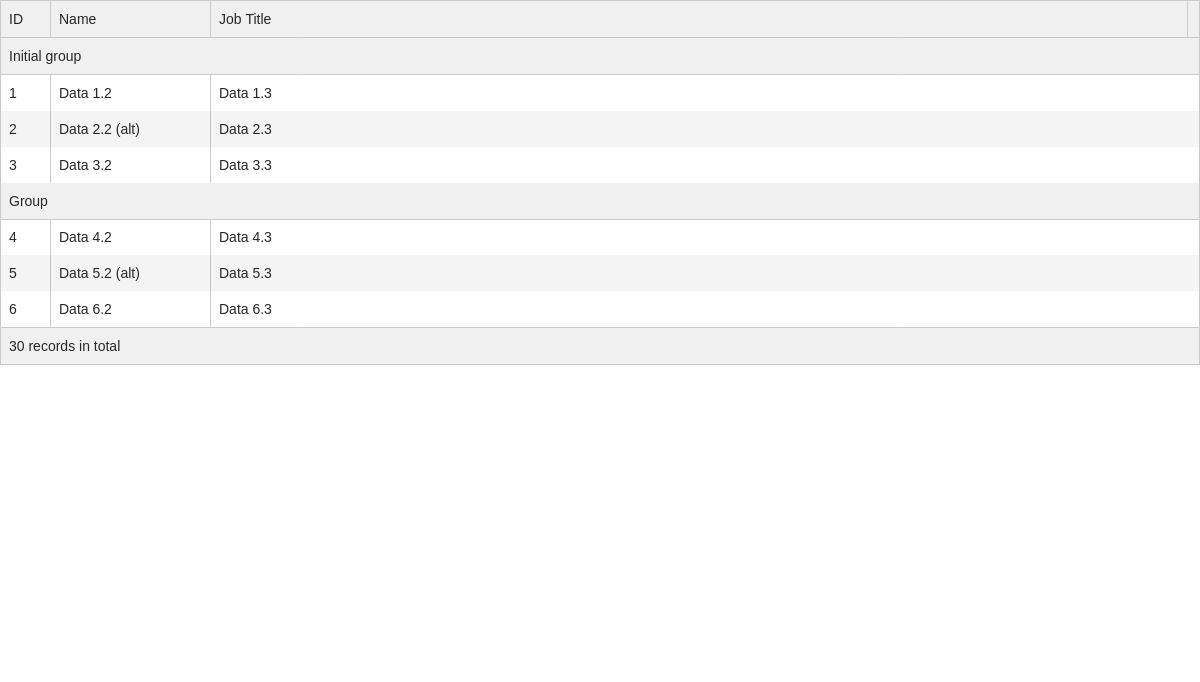 ID Name Job Title
Initial group
1 Data 1.2 Data 1.3
2 Data 2.2 (alt) Data 2.3
3 Data 3.2 Data 3.3
Group
4 Data 4.2 Data 4.3
5 Data 5.2 (alt) Data 5.3
6 Data 6.2 Data 6.3
30 records in total